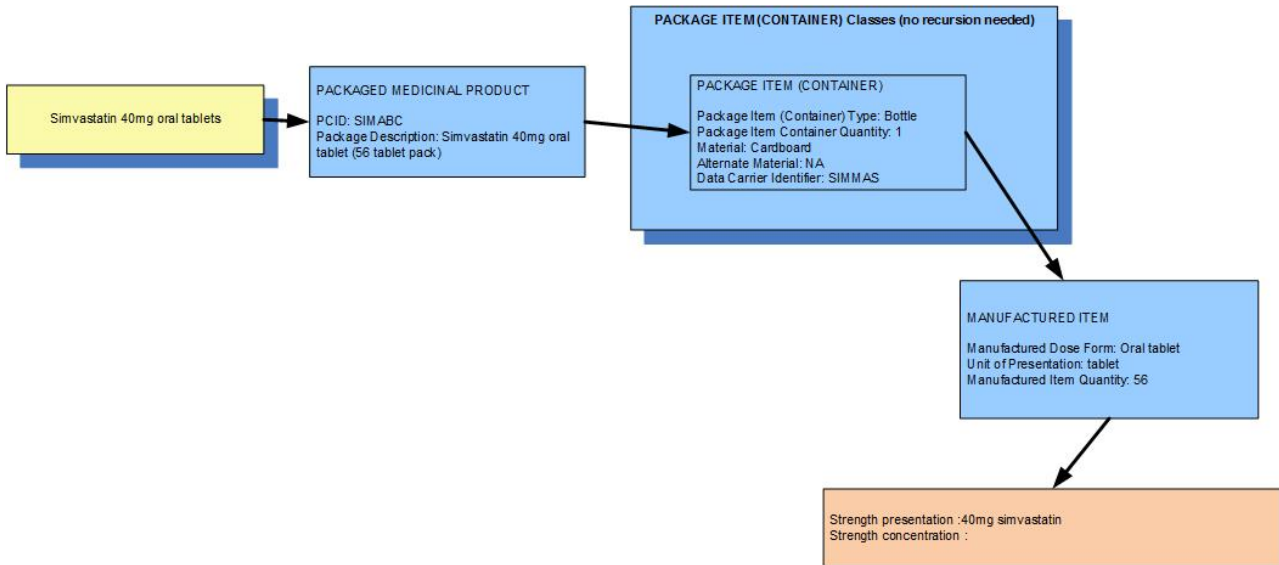 PACKAGE ITEM (CONTAINER) Classes (no recursion needed)
Simvastatin 40mg oral tablets
PACKAGED MEDICINAL PRODUCT
PCID: SIMABC
Package Description: Simvastatin 40mg oral
tablet (56 tablet pack)
PACKAGE ITEM (CONTAINER)
Package Item (Container) Type: Bottle
Package Item Container Quantity: 1
Material: Cardboard
Alternate Material: NA
Data Carrier Identifier: SIMMAS
MANUFACTURED ITEM
Manufactured Dose Form: Oral tablet
Unit of Presentation: tablet
Manufactured Item Quantity: 56
Strength presentation :40mg simvastatin
Strength concentration :